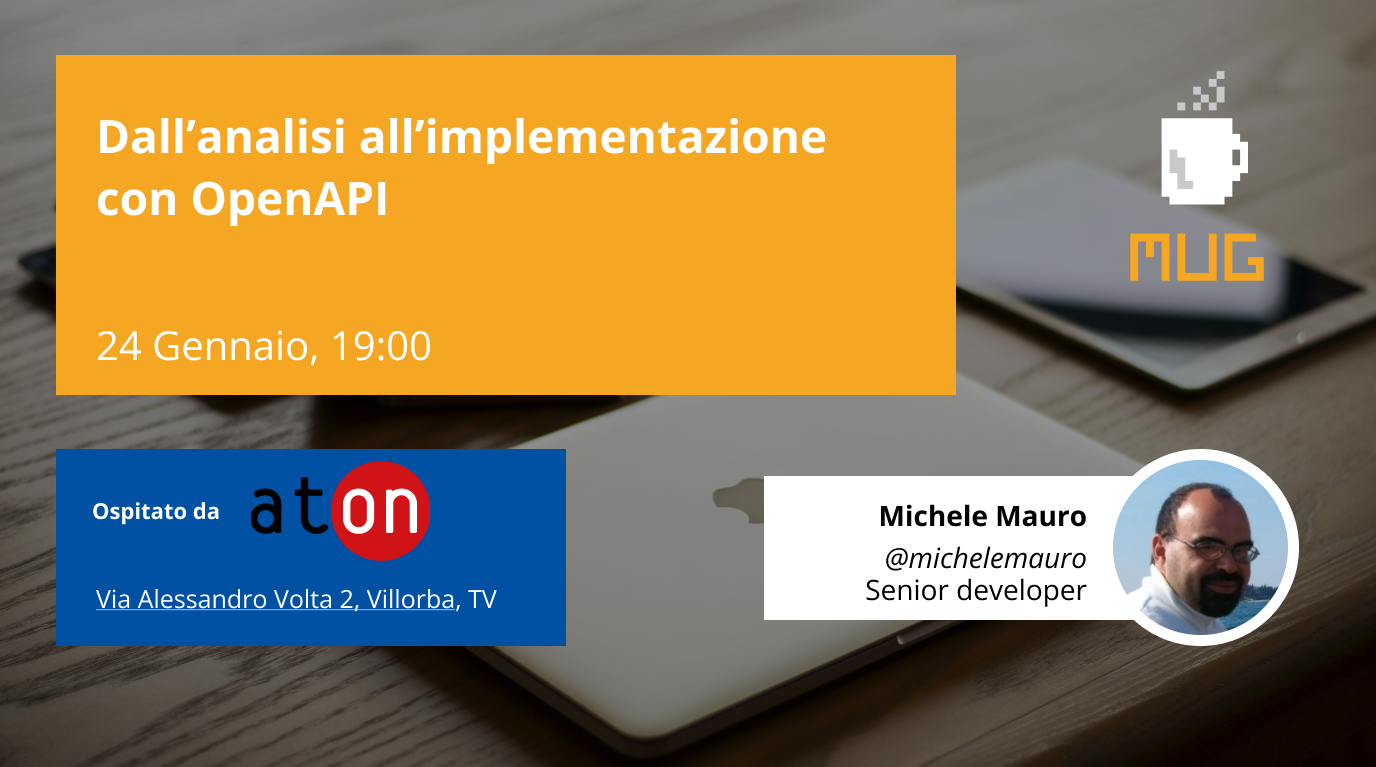 Dall’analisi all’implementazione
con OpenAPI
24 Gennaio, 19:00
MUG
Ospitato da
aton
Via Alessandro Volta 2, Villorba, TV
Michele Mauro
@michelemauro
Senior developer